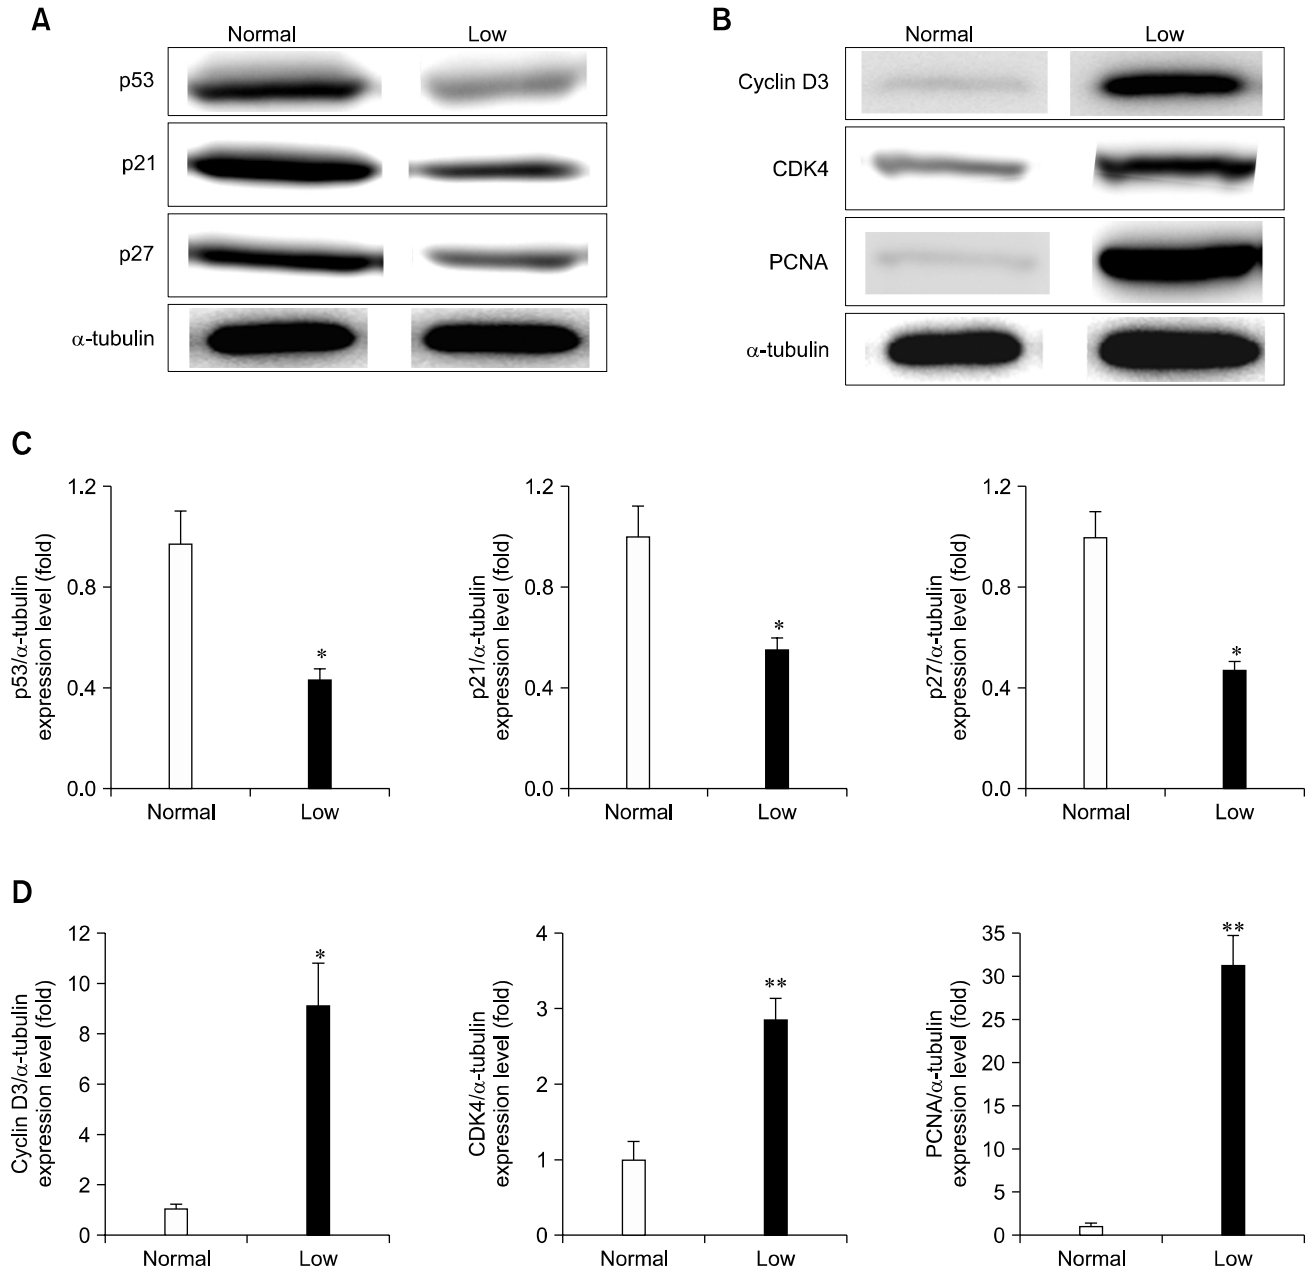 A
Normal Low
p53
p21
p27
α-tubulin
B
Normal Low
Cyclin D3
CDK4
PCNA
α-tubulin
C
p53/α-tubulin
expression level (fold)
1.2
0.8
0.4
0.0
*
Normal Low
p21/α-tubulin
expression level (fold)
1.2
0.8
0.4
0.0
*
Normal Low
p27/α-tubulin
expression level (fold)
1.2
0.8
0.4
0.0
*
Normal Low
D
Cyclin D3/α-tubulin
expression level (fold)
12
10
8
6
4
2
0
*
Normal Low
CDK4/α-tubulin
expression level (fold)
4
3
2
1
0
**
Normal Low
PCNA/α-tubulin
expression level (fold)
35
30
25
20
15
10
5
0
**
Normal Low